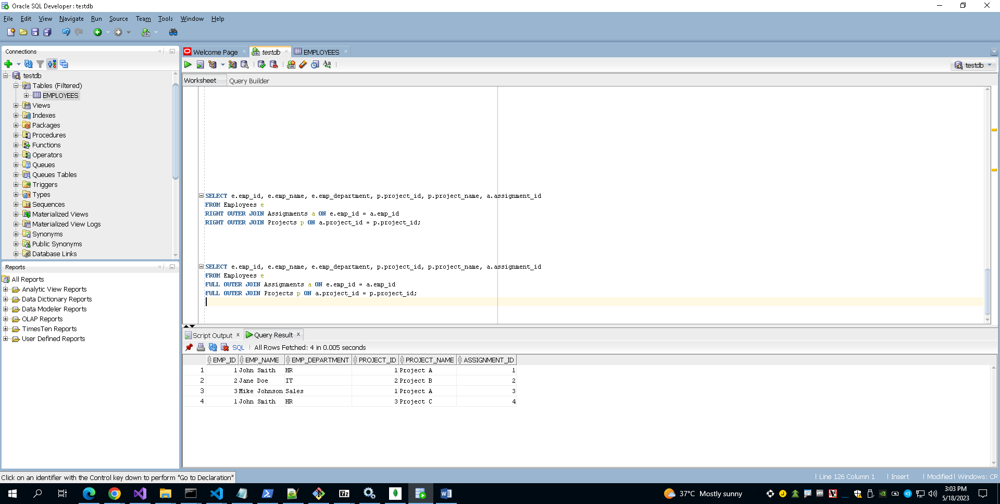 Oracle SQL Developer : testdb
File Edit View Navigate Run Source Team Tools Window Help
Connections
testdb
Tables (Filtered)
EMPLOYEES
Views
Indexes
Packages
Procedures
Functions
Operators
Queues
Queues Tables
Triggers
Types
Sequences
Materialized Views
Materialized View Logs
Synonyms
Public Synonyms
Database Links
Reports
All Reports
Analytic View Reports
Data Dictionary Reports
Data Modeler Reports
OLAP Reports
TimesTen Reports
User Defined Reports
Welcome Page testdb EMPLOYEES
testdb
Worksheet Query Builder
SELECT e.emp_id, e.emp_name, e.emp_department, p.project_id, p.project_name, a.assignment_id
FROM Employees e
RIGHT OUTER JOIN Assignments a ON e.emp_id = a.emp_id
RIGHT OUTER JOIN Projects p ON a.project_id = p.project_id;
SELECT e.emp_id, e.emp_name, e.emp_department, p.project_id, p.project_name, a.assignment_id
FROM Employees e
FULL OUTER JOIN Assignments a ON e.emp_id = a.emp_id
FULL OUTER JOIN Projects p ON a.project_id = p.project_id;
Script Output Query Result
SQL All Rows Fetched: 4 in 0.005 seconds
EMP_ID EMP_NAME EMP_DEPARTMENT PROJECT_ID PROJECT_NAME ASSIGNMENT_ID
1 1 John Smith HR 1 Project A 1
2 2 Jane Doe IT 2 Project B 2
3 3 Mike Johnson Sales 1 Project A 3
4 1 John Smith HR 3 Project C 4
Click on an identifier with the Control key down to perform "Go to Declaration"
Line 126 Column 1 Insert Modified Windows: CR
37°C Mostly sunny
3:03 PM
5/18/2023